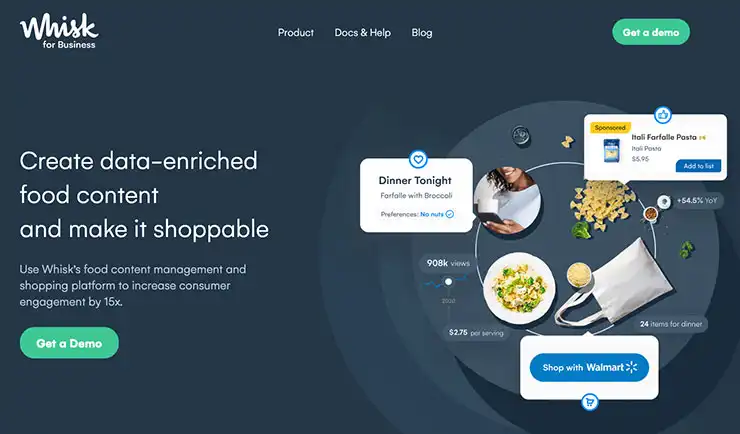 Whisk
for Business
Product
Docs & Help
Blog
Get a demo
Create data-enriched
food content
and make it shoppable
Use Whisk's food content management and
shopping platform to increase consumer
engagement by 15x.
Get a Demo
Dinner Tonight
Farfalle with Broccoli
Preferences: No nuts
Sponsored
Itali Farfalle Pasta
Itali Pasta
$5.95
Add to list
+54.5% YoY
908k views
2020
$2.75 per serving
24 items for dinner
Shop with Walmart